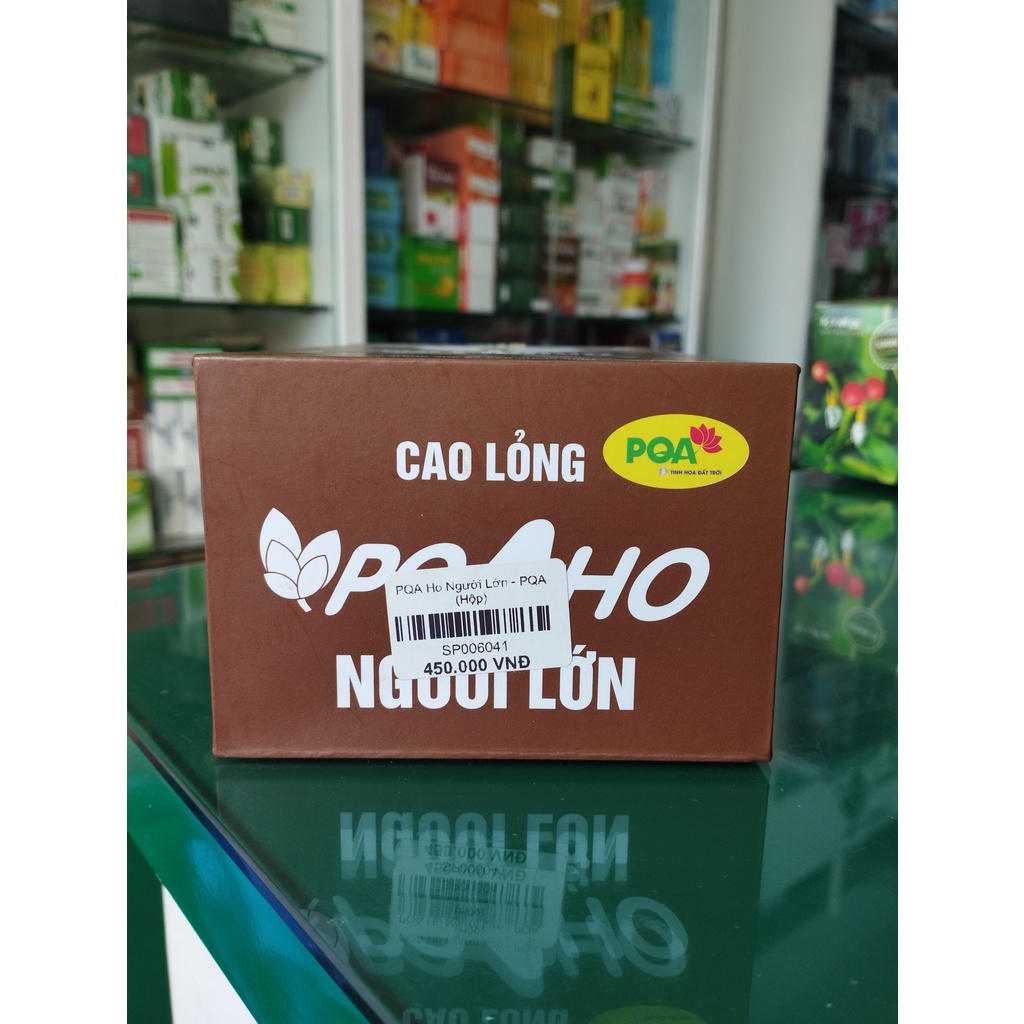 CAO LỎNG
PQA
TINH HOA ĐẤT TRỜI
PQA HO
PQA Ho Người Lớn - PQA
(Hộp)
SP006041
450.000 VNĐ
NGƯỜI LỚN